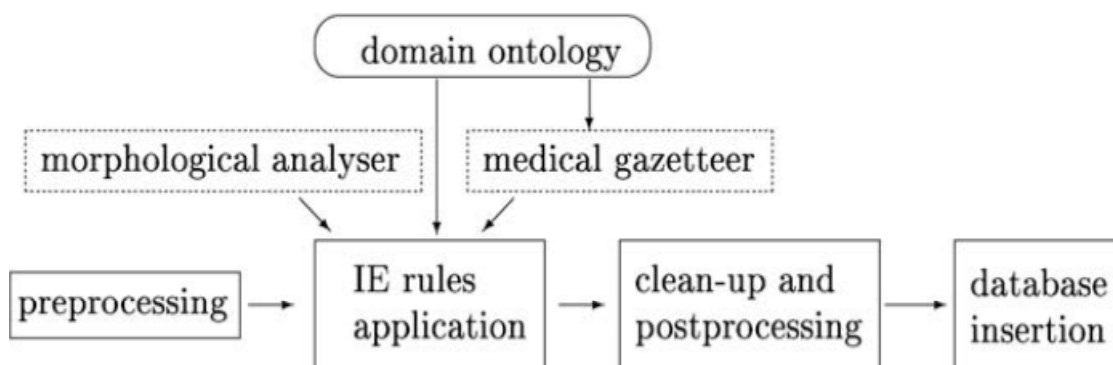 domain ontology
morphological analyser
medical gazetteer
preprocessing
IE rules
application
clean-up and
postprocessing
database
insertion